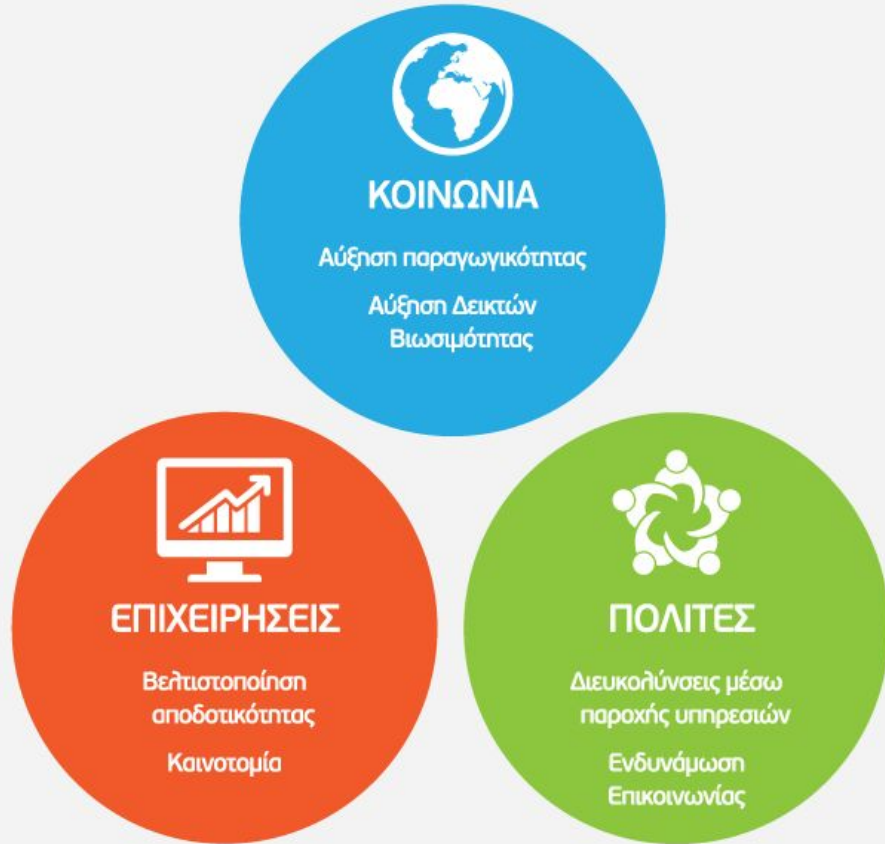 ΚΟΙΝΩΝΙΑ
Αύξηση παραγωγικότητας
Αύξηση Δεικτών
Βιωσιμότητας
ΕΠΙΧΕΙΡΗΣΕΙΣ
Βελτιστοποίηση
αποδοτικότητας
Καινοτομία
ΠΟΛΙΤΕΣ
Διευκολύνσεις μέσω
παροχής υπηρεσιών
Ενδυνάμωση
Επικοινωνίας